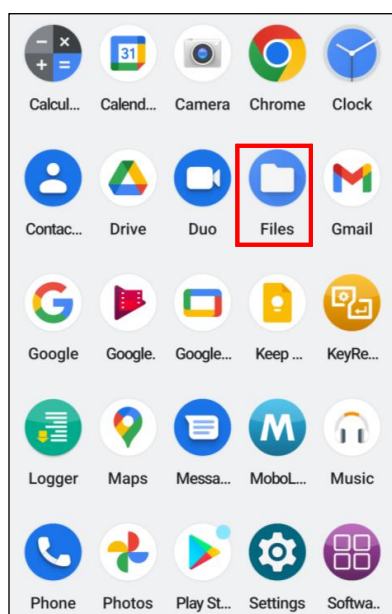 31
Calcul... Calend... Camera Chrome Clock
Contac... Drive Duo Files Gmail
Google Google. Google... Keep ... KeyRe...
M
Logger Maps Messa... MoboL... Music
Phone Photos Play St... Settings Softwa.